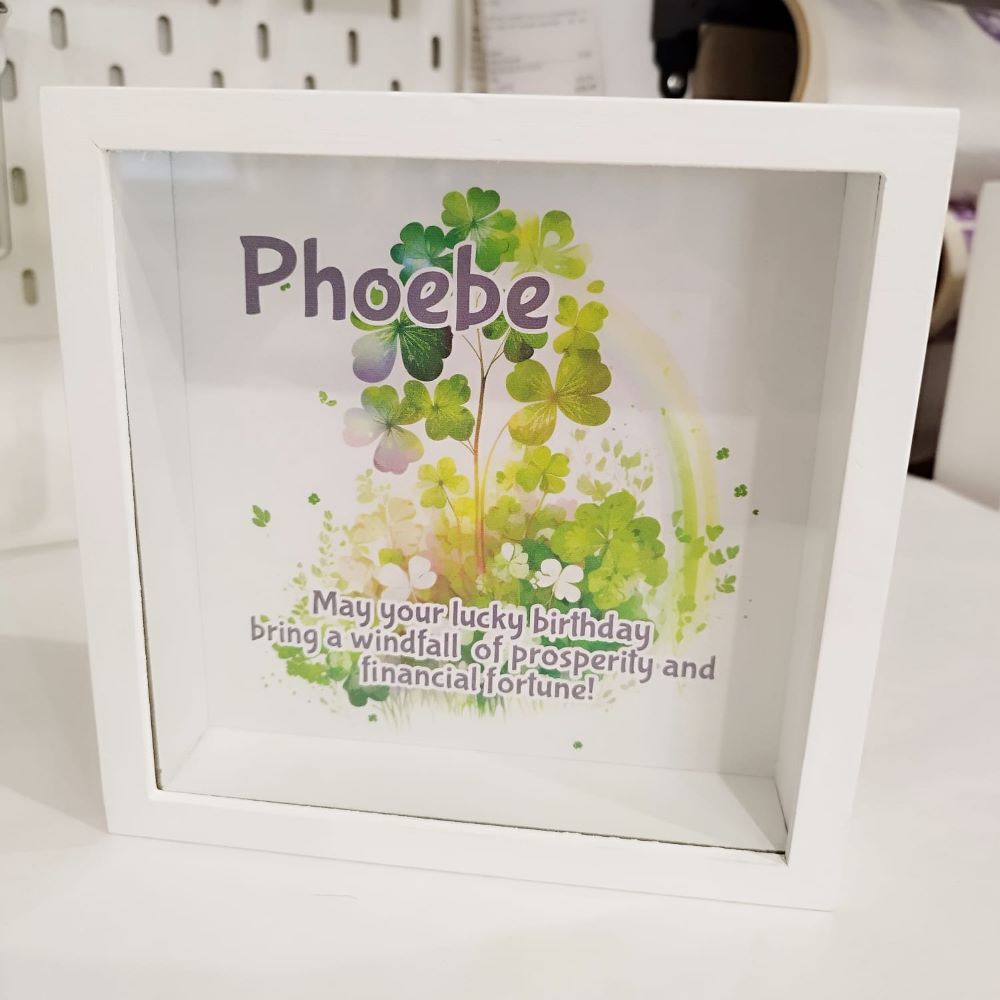 Phoebe
May your lucky birthday
bring a windfall of prosperity and
financial fortune!